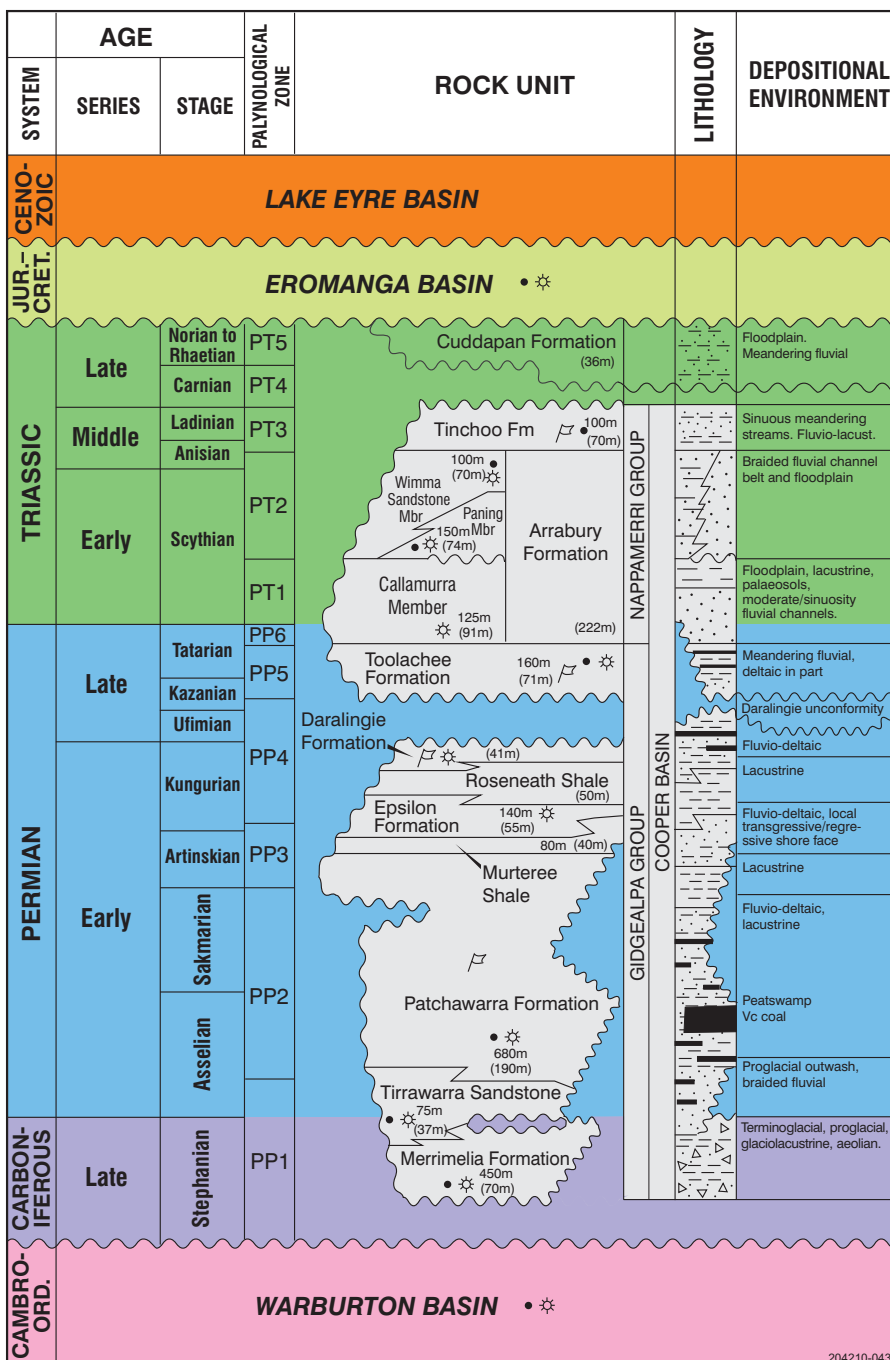 AGE
SYSTEM
SERIES
STAGE
PALYNOLOGICAL
ZONE
ROCK UNIT
LITHOLOGY
DEPOSITIONAL
ENVIRONMENT
CENO-
ZOIC
LAKE EYRE BASIN
JUR.–
CRET.
EROMANGA BASIN
TRIASSIC
Late
Norian to
Rhaetian
PT5
Cuddapan Formation
(36m)
Floodplain.
Meandering fluvial
Carnian
PT4
Middle
Ladinian
PT3
Anisian
Tinchoo Fm
100m
(70m)
Sinuous meandering
streams. Fluvio-lacust.
Early
Scythian
PT2
100m
(70m)
Wimma
Sandstone
Mbr
Paning
Mbr
150m
(74m)
Arrabury
Formation
Braided fluvial channel
belt and floodplain
PT1
Callamurra
Member
125m
(91m)
(222m)
Floodplain, lacustrine,
palaeosols,
moderate/sinuosity
fluvial channels.
NAPPAMERRI GROUP
PERMIAN
Late
Tatarian
PP6
PP5
Toolachee
Formation
160m
(71m)
Meandering fluvial,
deltaic in part
Kazanian
Ufimian
Daralingie unconformity
PP4
Daralingie
Formation
(41m)
Fluvio-deltaic
Early
Kungurian
Roseneath Shale
(50m)
Lacustrine
Epsilon
Formation
140m
(55m)
Fluvio-deltaic, local
transgressive/regre-
ssive shore face
Artinskian
PP3
80m (40m)
Murteree
Shale
Lacustrine
COOPER BASIN
GIDGEALPA GROUP
Sakmarian
PP2
Fluvio-deltaic,
lacustrine
Asselian
Patchawarra Formation
680m
(190m)
Peatswamp
Vc coal
Tirrawarra Sandstone
75m
(37m)
Proglacial outwash,
braided fluvial
CARBON-
IFEROUS
Late
Stephanian
PP1
Merrimelia Formation
450m
(70m)
Terminoglacial, proglacial,
glaciolacustrine, aeolian.
CAMBRO-
ORD.
WARBURTON BASIN
204210-043